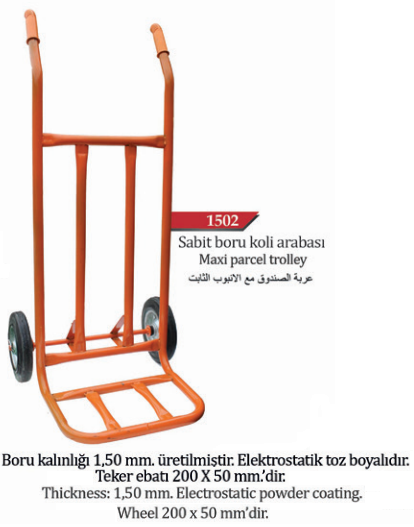 1502
Sabit boru koli arabası
Maxi parcel trolley
عربة الصندوق مع الانبوب الثابت
Boru kalınlığı 1,50 mm. üretilmiştir. Elektrostatik toz boyalıdır.
Teker ebatı 200 X 50 mm.'dir.
Thickness: 1,50 mm. Electrostatic powder coating.
Wheel 200 x 50 mm'dir.